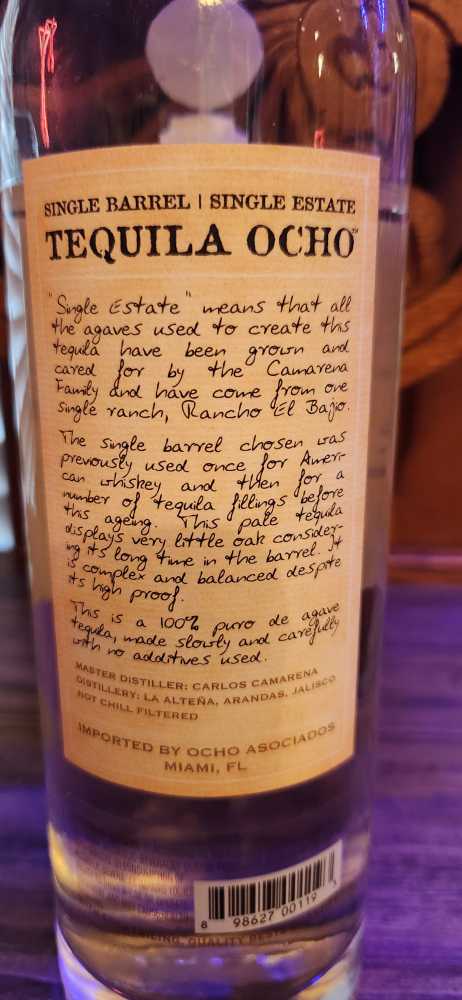 SINGLE BARREL | SINGLE ESTATE
TEQUILA OCHO™
"Single Estate" means that all
the agaves used to create this
tequila have been grown and
cared for by the Camarena
Family and have come from one
single ranch, Rancho El Bajio.
The single barrel chosen was
previously used once for Ameri-
can whiskey and then for a
number of tequila fillings before
this ageing. This pale tequila
displays very little oak consider-
ing its long time in the barrel. It
is complex and balanced despite
its high proof.
This is a 100% puro de agave
tequila, made slowly and carefully
with no additives used.
MASTER DISTILLER: CARLOS CAMARENA
DISTILLERY: LA ALTEÑA, ARANDAS, JALISCO
NOT CHILL FILTERED
IMPORTED BY OCHO ASOCIADOS
MIAMI, FL
8 98627 00119